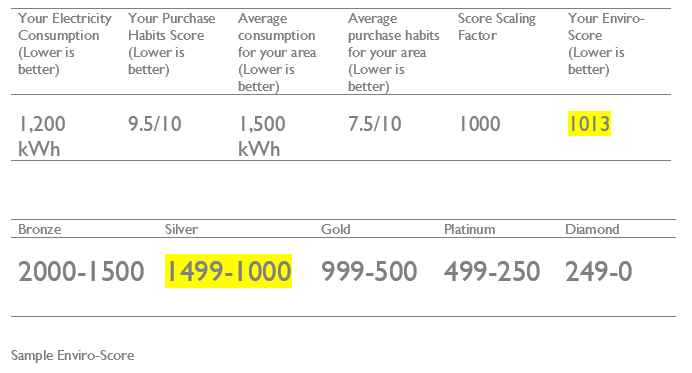 Your Electricity Consumption (Lower is better)
Your Purchase Habits Score (Lower is better)
Average consumption for your area (Lower is better)
Average purchase habits for your area (Lower is better)
Score Scaling Factor
Your Enviro-Score (Lower is better)
1,200 kWh
9.5/10
1,500 kWh
7.5/10
1000
1013
Bronze
Silver
Gold
Platinum
Diamond
2000-1500
1499-1000
999-500
499-250
249-0
Sample Enviro-Score